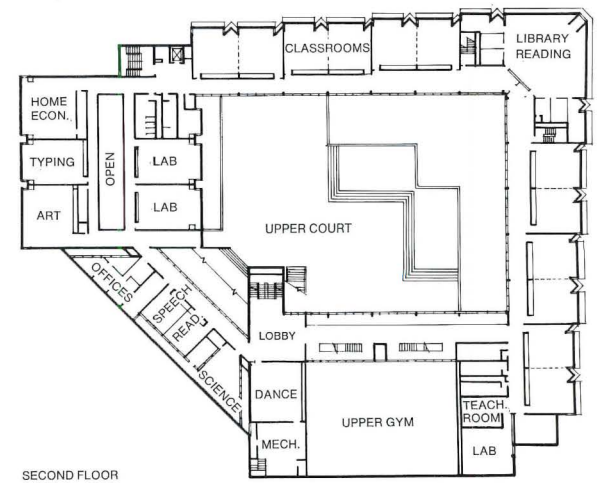 CLASSROOMS
LIBRARY
READING
HOME
ECON.
TYPING
OPEN
LAB
ART
LAB
UPPER COURT
OFFICES
SPEECH
READ.
SCIENCE
LOBBY
DANCE
MECH.
UPPER GYM
TEACH.
ROOM
LAB
SECOND FLOOR